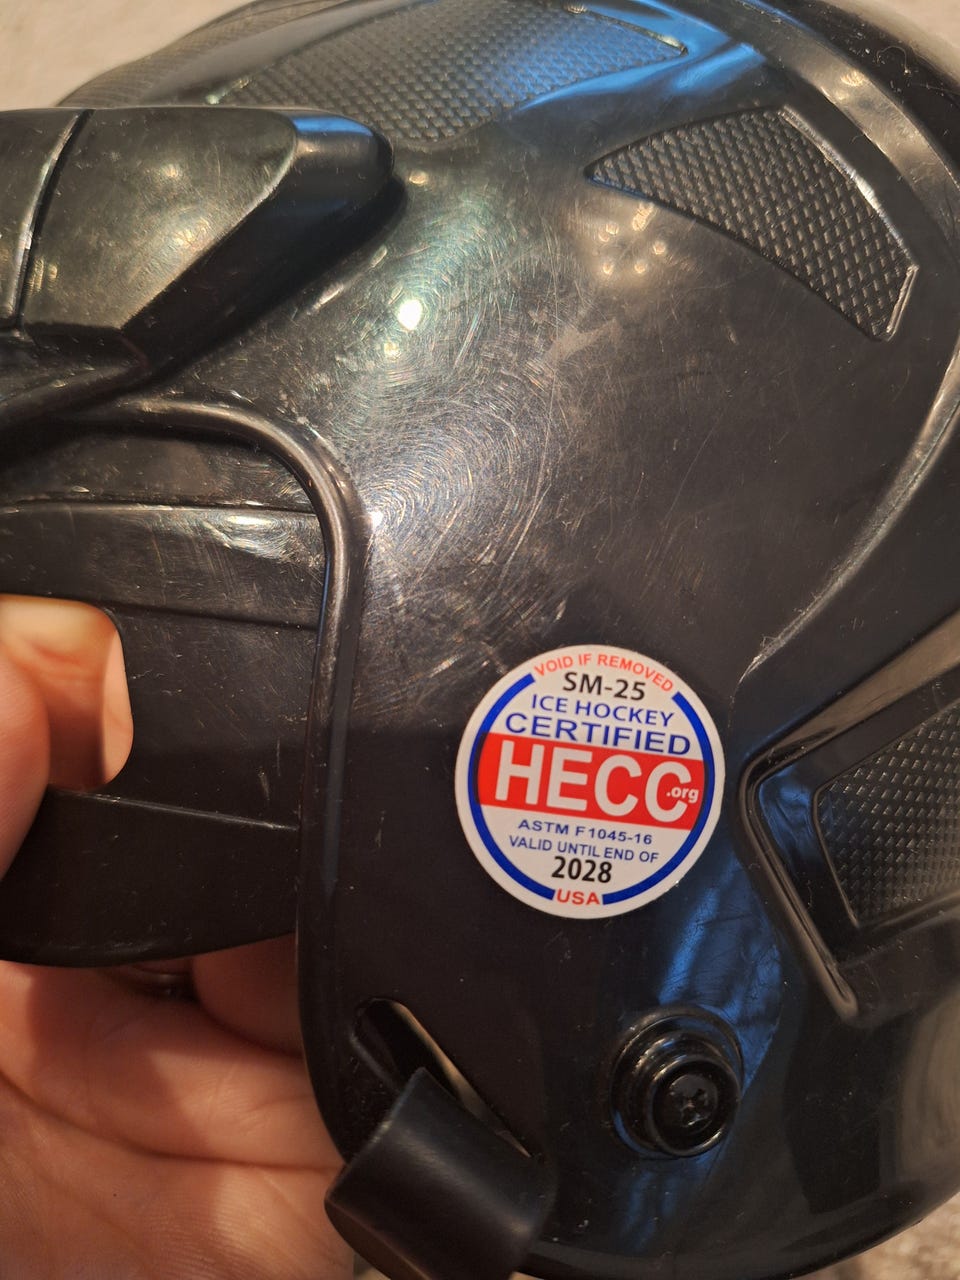 VOID IF REMOVED
SM-25
ICE HOCKEY
CERTIFIED
HECC.org
ASTM F1045-16
VALID UNTIL END OF
2028
USA